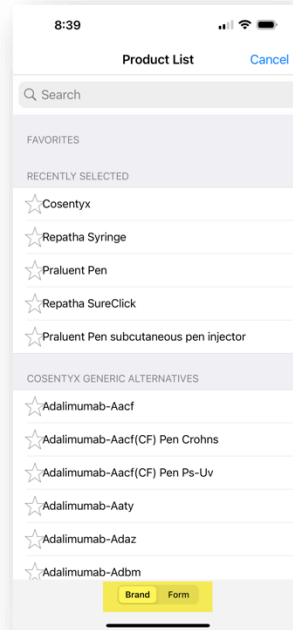 8:39
Product List
Cancel
Search
FAVORITES
RECENTLY SELECTED
Cosentyx
Repatha Syringe
Praluent Pen
Repatha SureClick
Praluent Pen subcutaneous pen injector
COSENTYX GENERIC ALTERNATIVES
Adalimumab-Aacf
Adalimumab-Aacf(CF) Pen Crohns
Adalimumab-Aacf(CF) Pen Ps-Uv
Adalimumab-Aaty
Adalimumab-Adaz
Adalimumab-Adbm
Brand Form